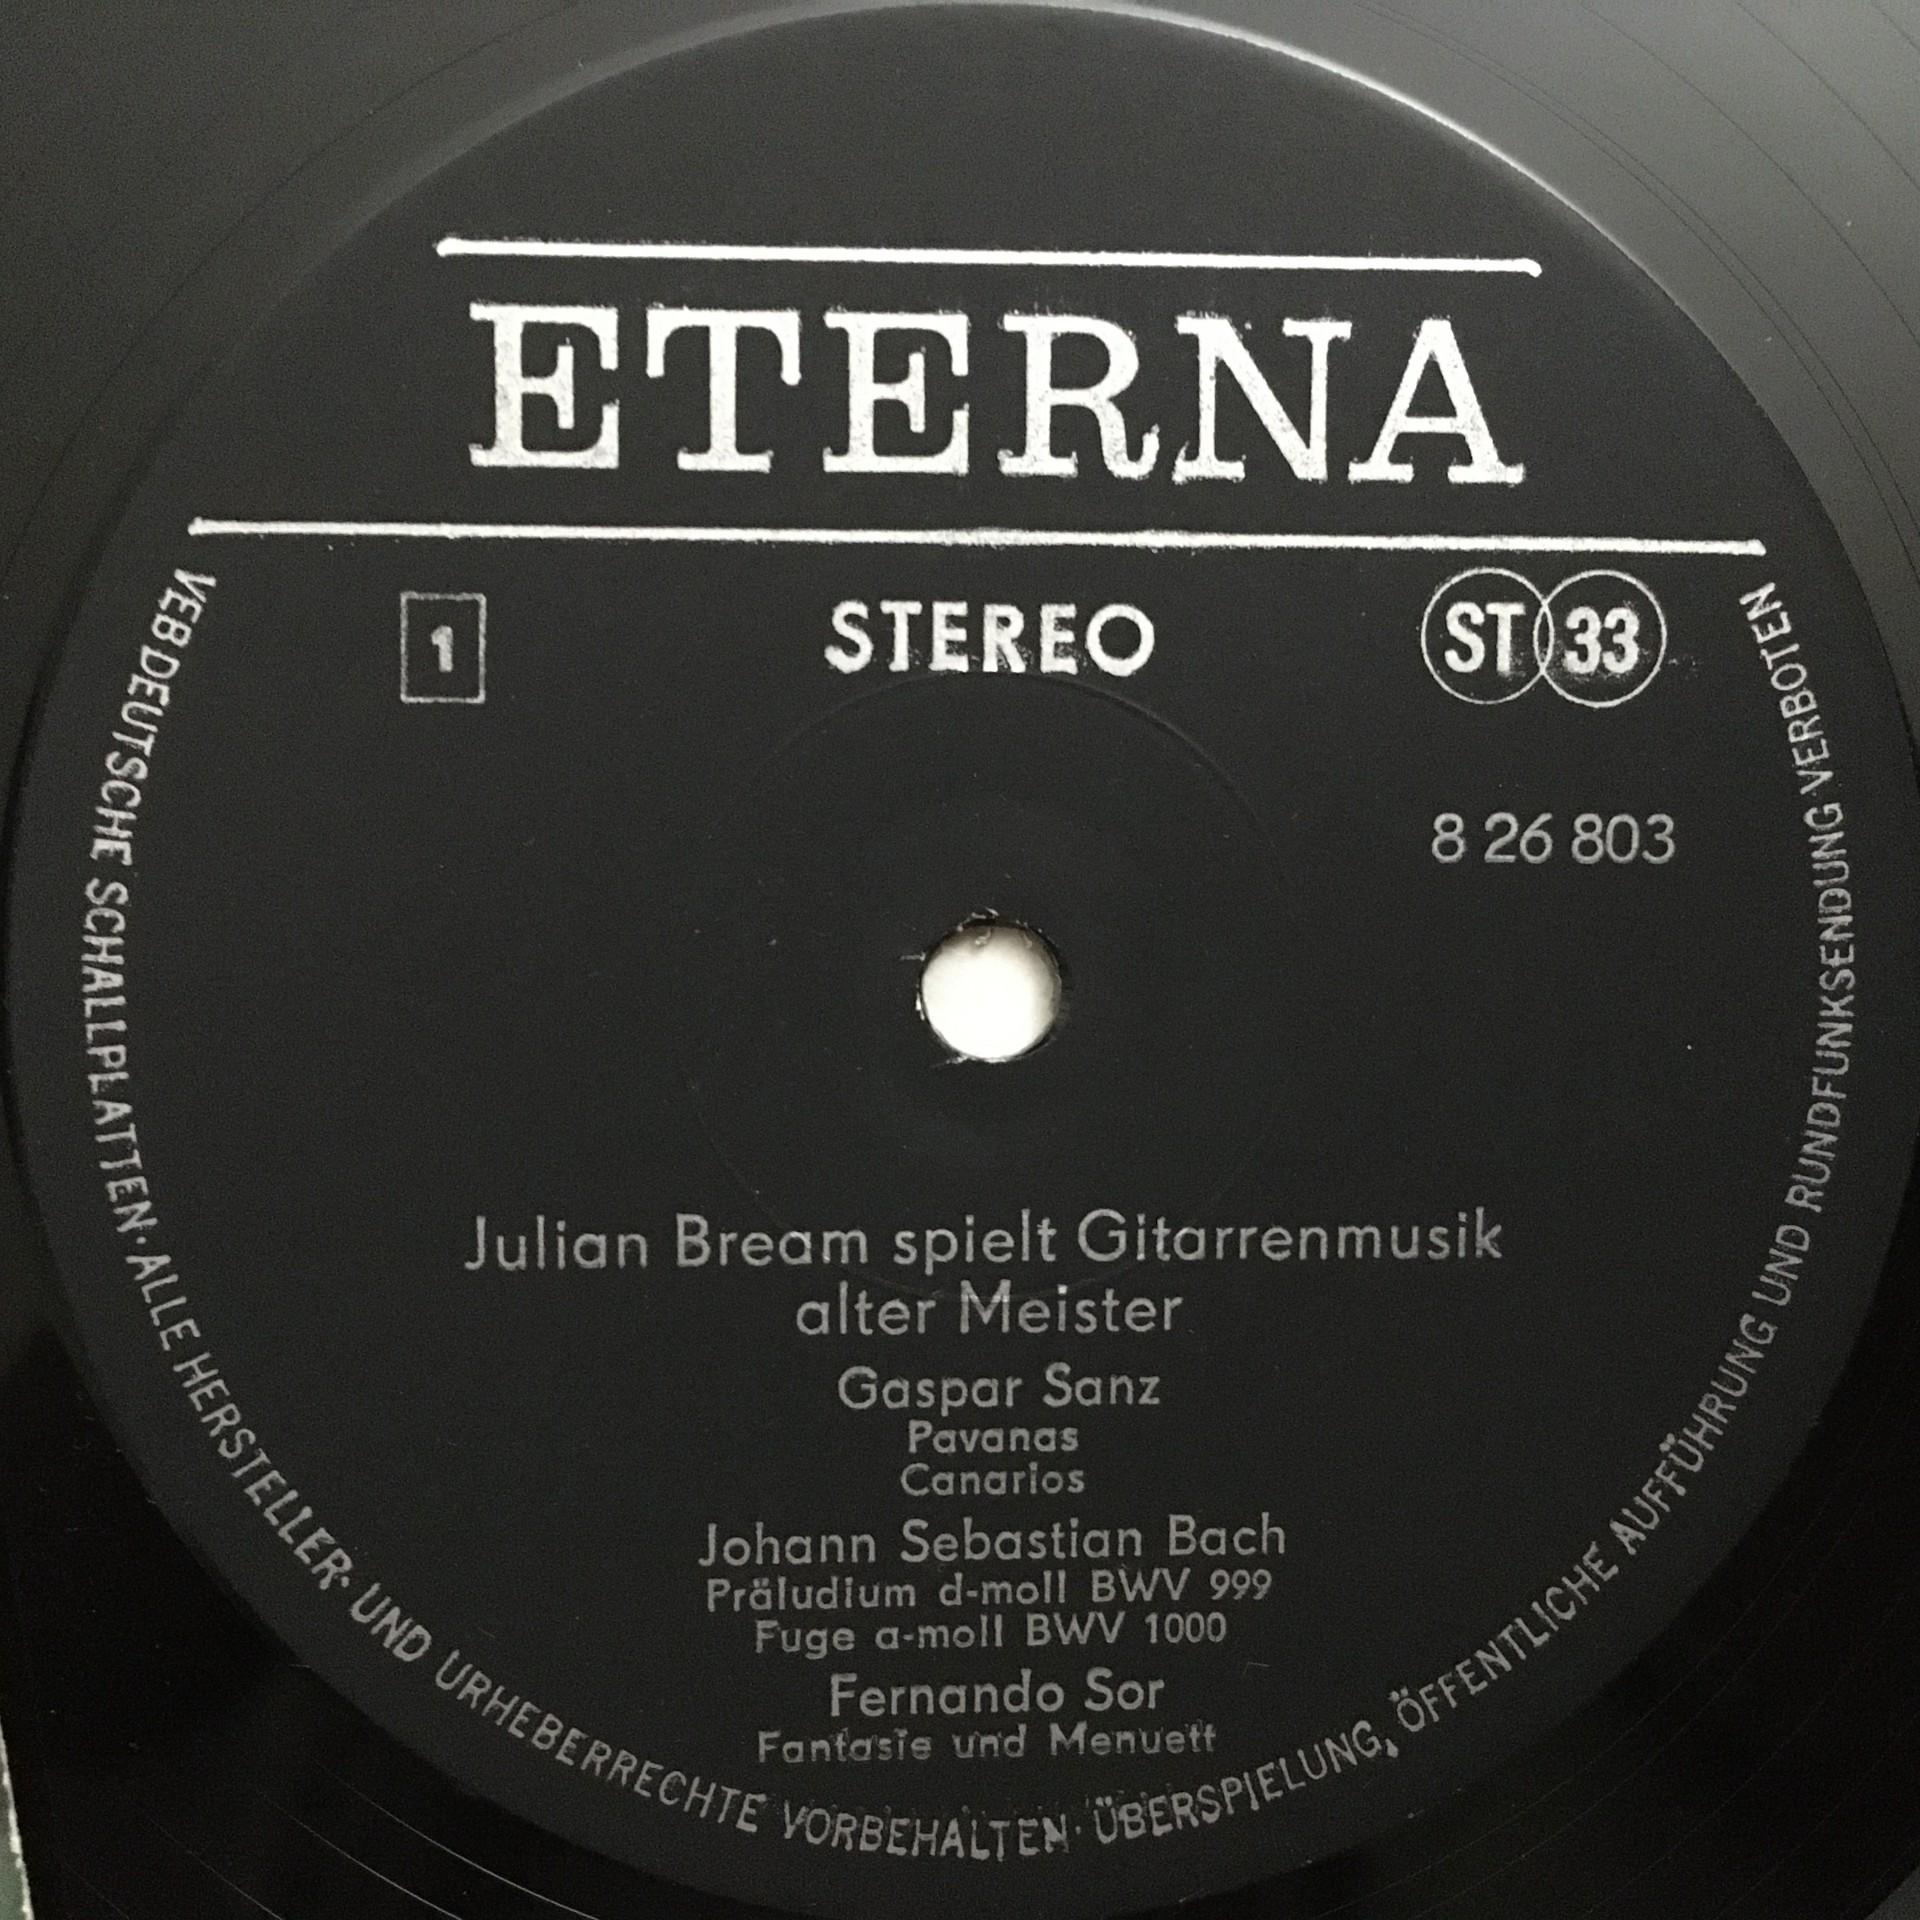 ETERNA
1
STEREO
ST 33
8 26 803
Julian Bream spielt Gitarrenmusik
alter Meister
Gaspar Sanz
Pavanas
Canarios
Johann Sebastian Bach
Präludium d-moll BWV 999
Fuge a-moll BWV 1000
Fernando Sor
Fantasie und Menuett
VEB DEUTSCHE SCHALLPLATTEN · ALLE HERSTELLER- UND URHEBERRECHTE VORBEHALTEN · ÜBERSPIELUNG, ÖFFENTLICHE AUFFÜHRUNG UND RUNDFUNKSENDUNG VERBOTEN